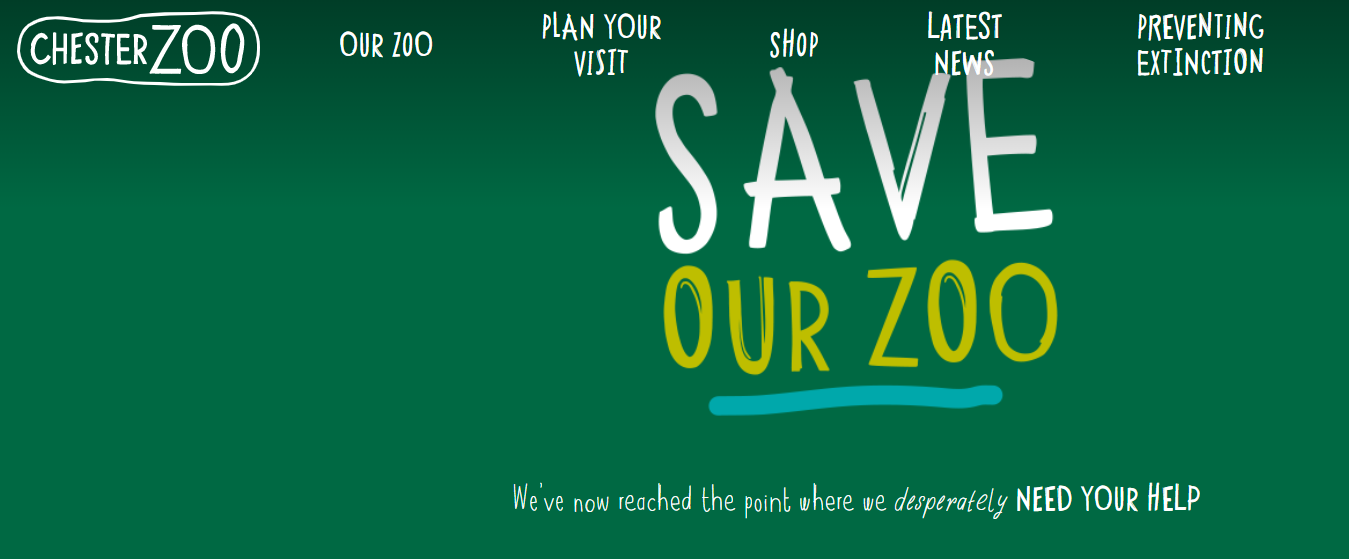 CHESTER ZOO
OUR ZOO
PLAN YOUR
VISIT
SHOP
LATEST
NEWS
PREVENTING
EXTINCTION
SAVE
OUR ZOO
We've now reached the point where we desperately NEED YOUR HELP